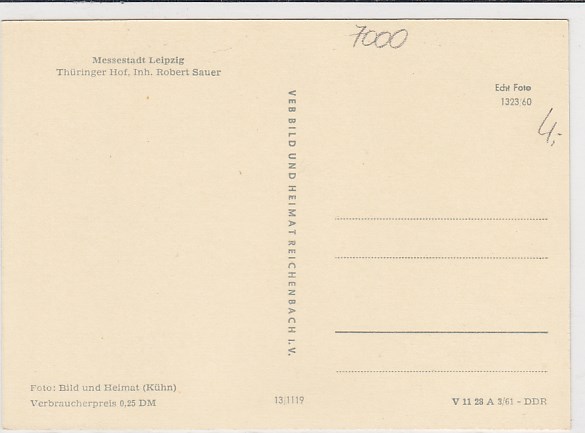 7000
Messestadt Leipzig
Thüringer Hof, Inh. Robert Sauer
Echt Foto
1323/60
4,-
VEB BILD UND HEIMAT REICHENBACH I.V.
Foto: Bild und Heimat (Kühn)
Verbraucherpreis 0,25 DM
13|1119
V 11 28 A 3/61 - DDR